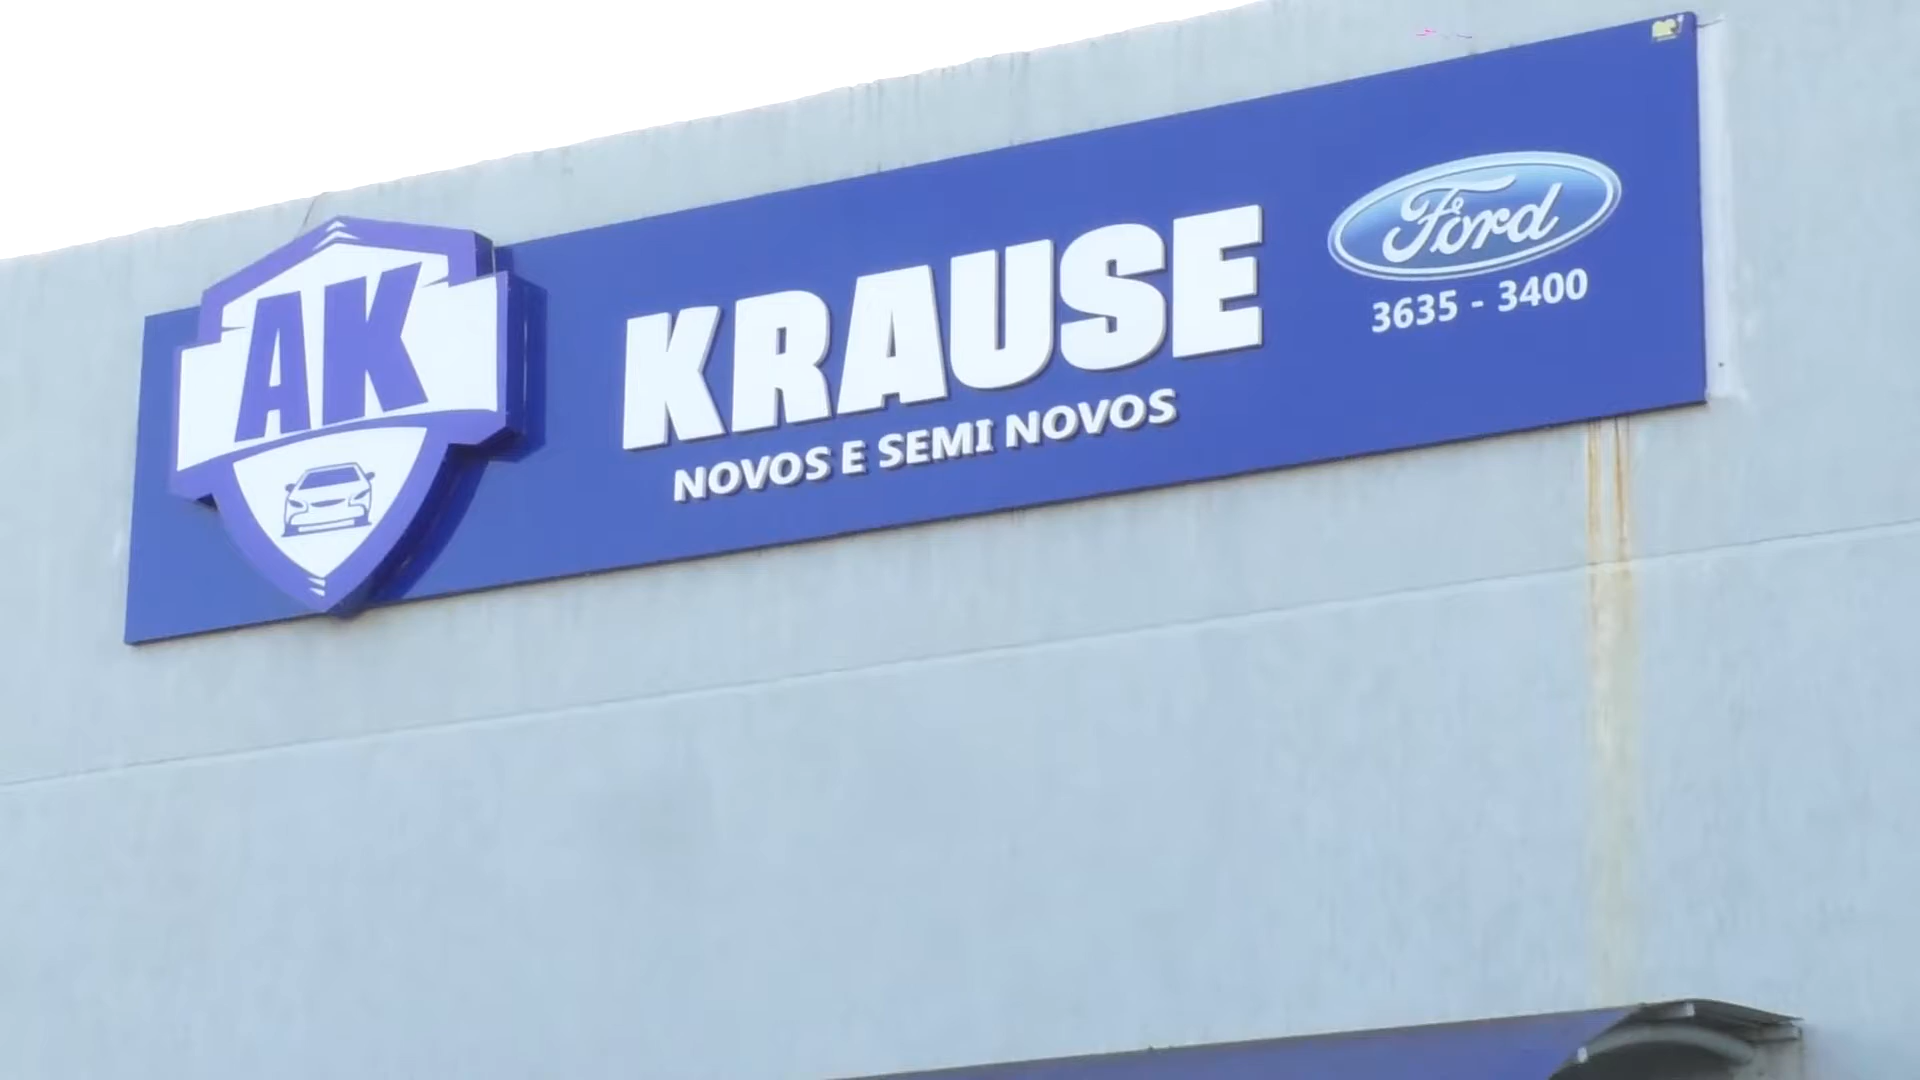 AK
KRAUSE
NOVOS E SEMI NOVOS
Ford
3635 - 3400